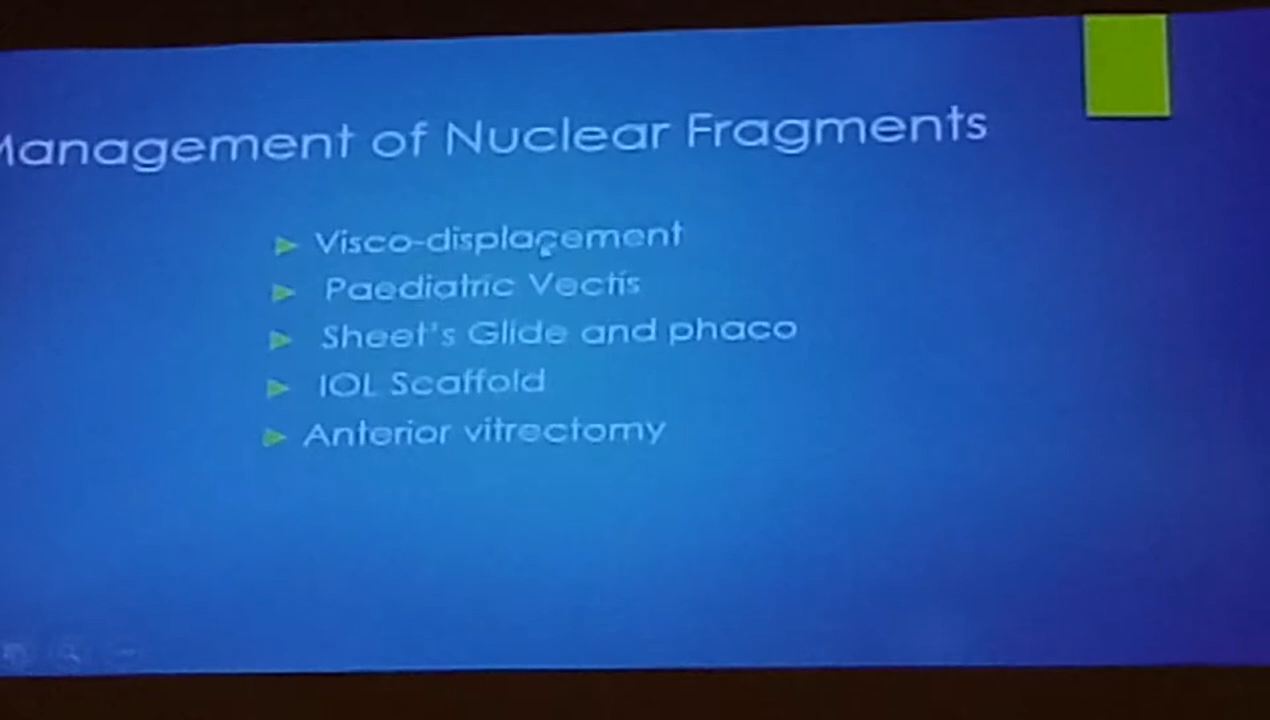 Management of Nuclear Fragments
Visco-displacement
Paediatric Vectis
Sheet's Glide and phaco
IOL Scaffold
Anterior vitrectomy